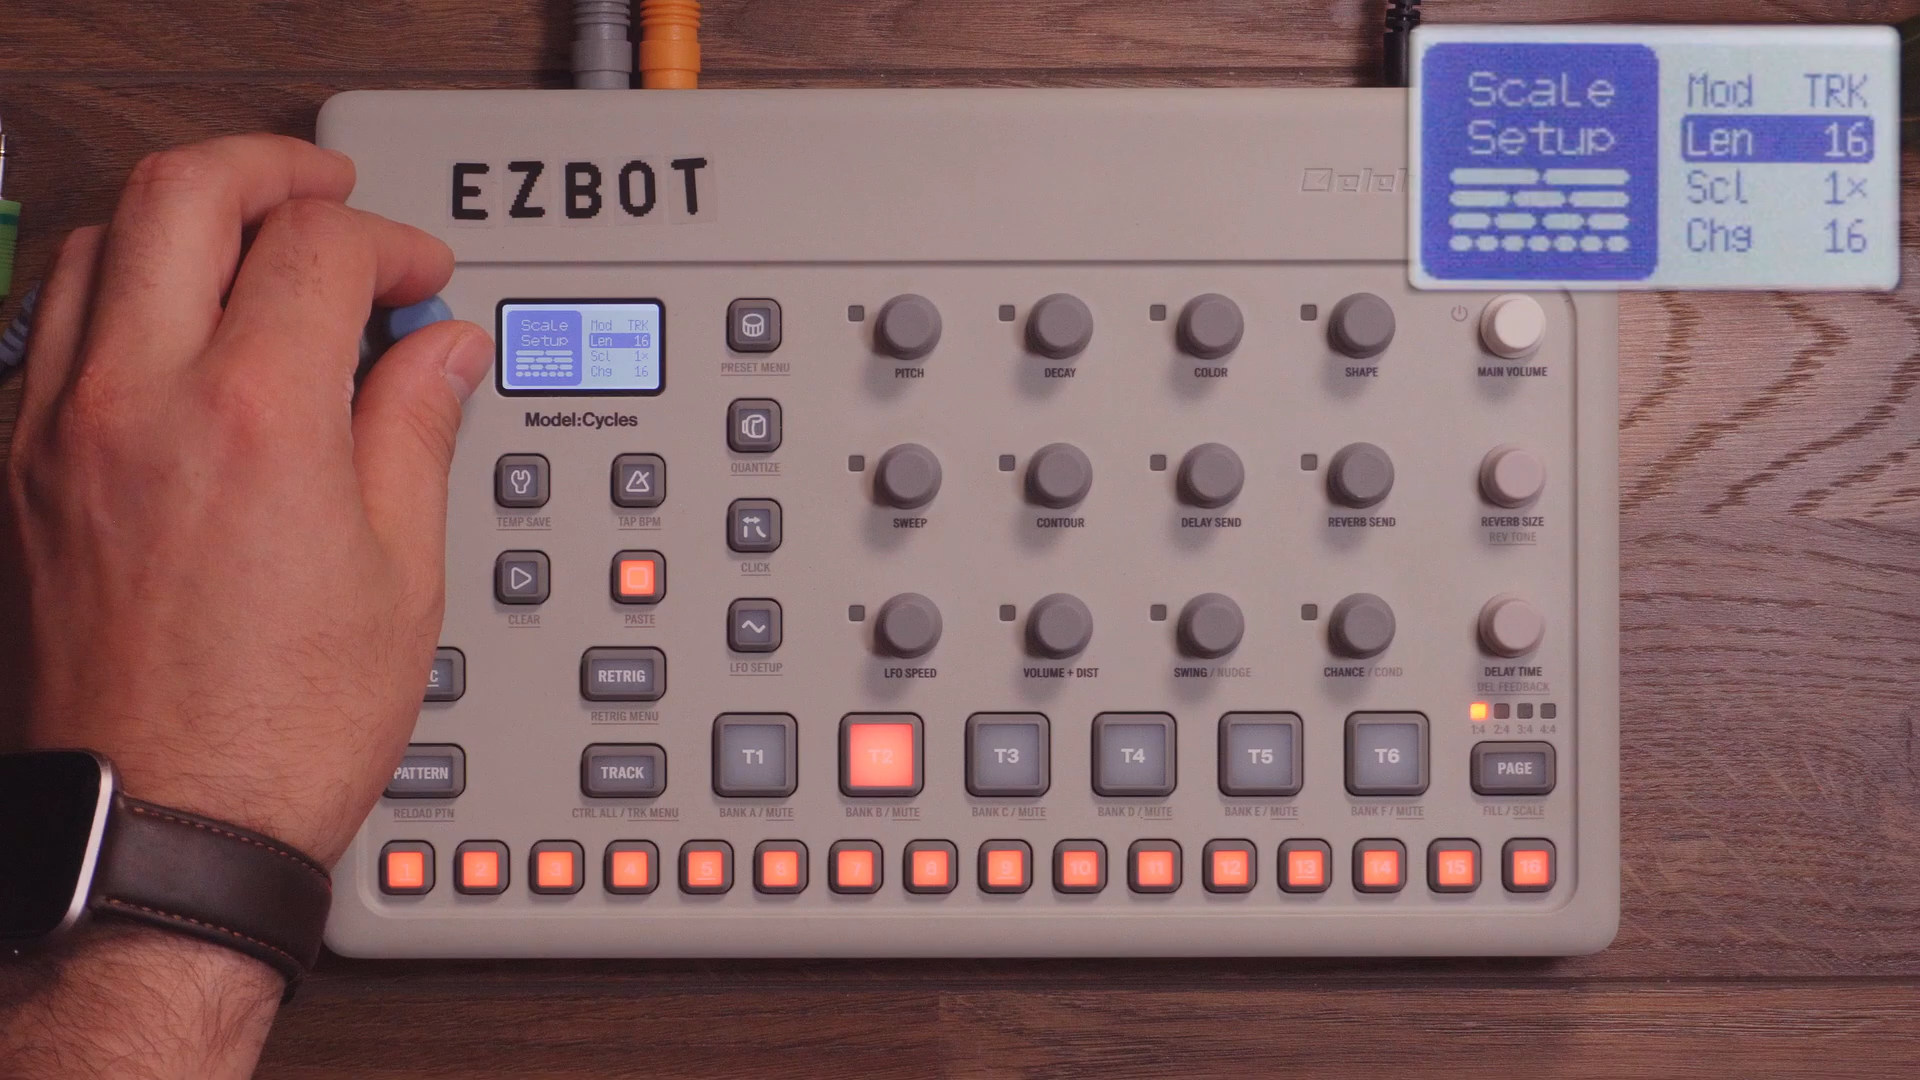 Scale
Setup
Mod TRK
Len 16
Scl 1×
Chg 16
EZBOT
Scale
Setup
Mod TRK
Len 16
Scl 1×
Chg 16
Model:Cycles
PRESET MENU
PITCH
DECAY
COLOR
SHAPE
MAIN VOLUME
QUANTIZE
TEMP SAVE
TAP BPM
SWEEP
CONTOUR
DELAY SEND
REVERB SEND
REVERB SIZE
REV TONE
CLICK
CLEAR
PASTE
LFO SETUP
LFO SPEED
VOLUME + DIST
SWING / NUDGE
CHANCE / COND
DELAY TIME
DEL FEEDBACK
C
RETRIG
RETRIG MENU
1:4 2:4 3:4 4:4
T1 T2 T3 T4 T5 T6
PATTERN
TRACK
PAGE
RELOAD PTN
CTRL ALL / TRK MENU
BANK A / MUTE
BANK B / MUTE
BANK C / MUTE
BANK D / MUTE
BANK E / MUTE
BANK F / MUTE
FILL / SCALE
1 2 3 4 5 6 7 8 9 10 11 12 13 14 15 16